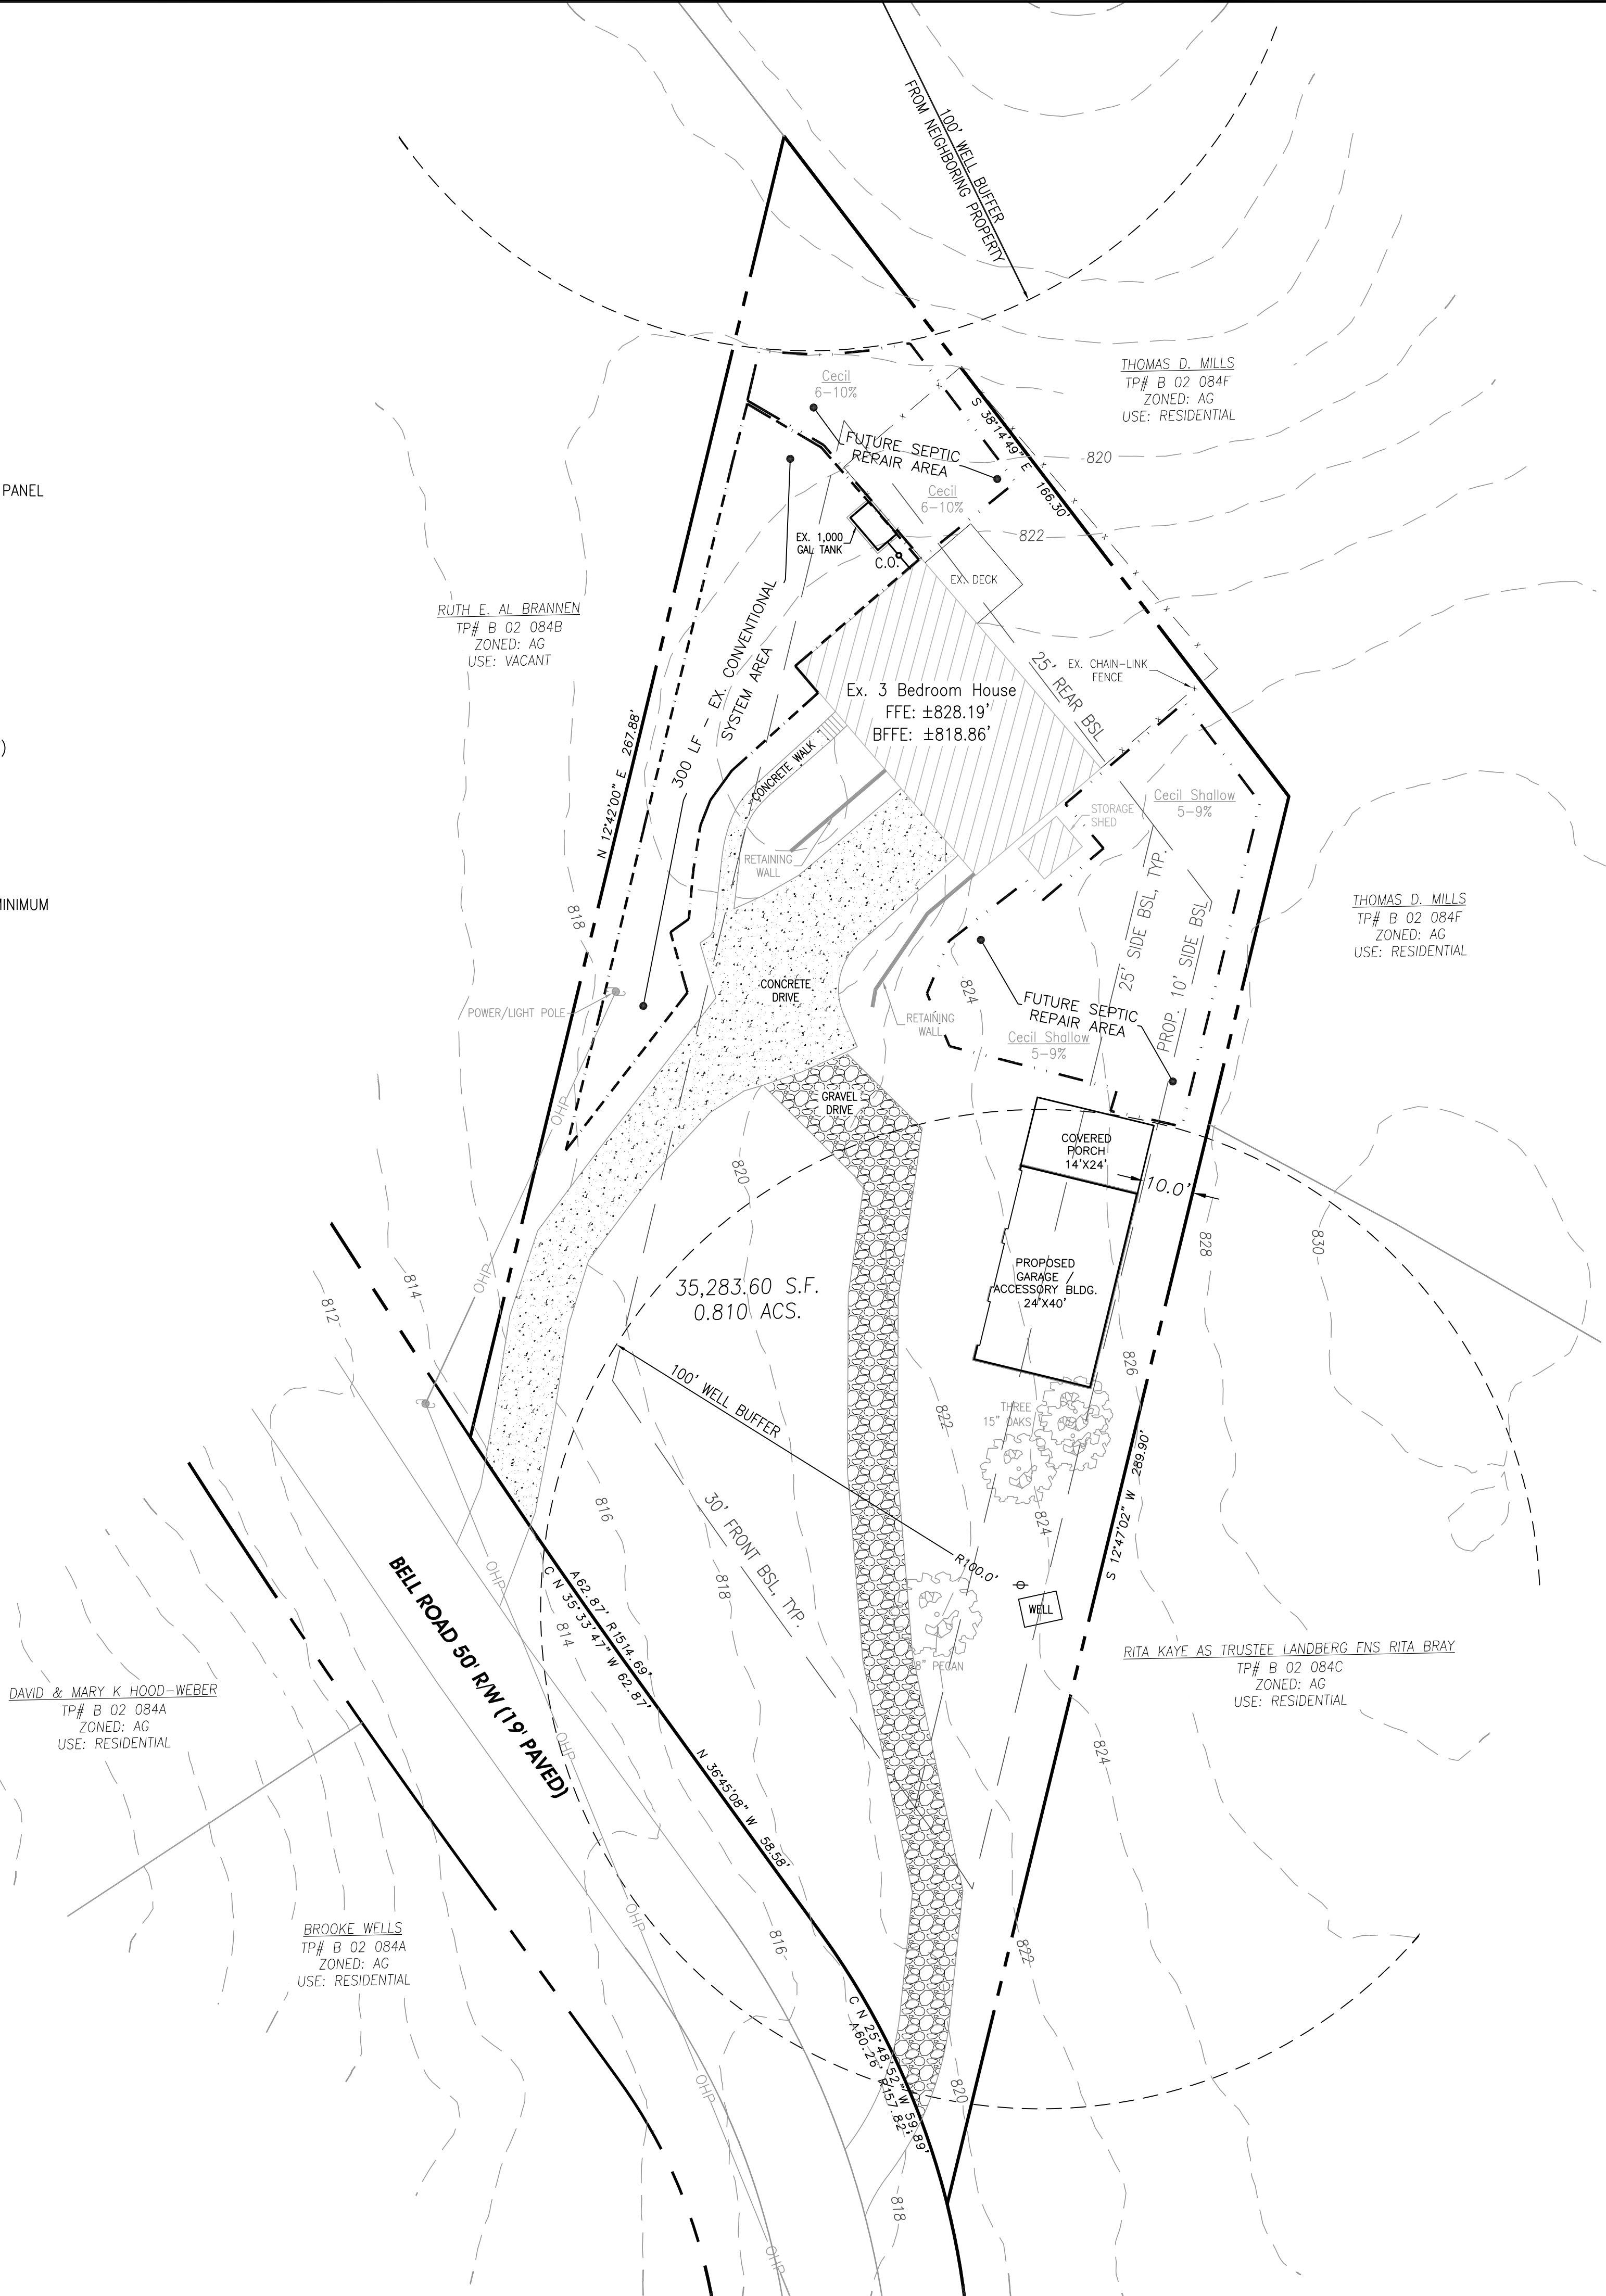 100' WELL BUFFER
FROM NEIGHBORING PROPERTY
THOMAS D. MILLS
TP# B 02 084F
ZONED: AG
USE: RESIDENTIAL
Cecil
6-10%
FUTURE SEPTIC
REPAIR AREA
S 38°14'49" E 166.30'
820
Cecil
6-10%
PANEL
EX. 1,000
GAL TANK
C.O.
822
EX. DECK
RUTH E. AL BRANNEN
TP# B 02 084B
ZONED: AG
USE: VACANT
300 LF - EX. CONVENTIONAL
SYSTEM AREA
25' REAR BSL
EX. CHAIN-LINK
FENCE
Ex. 3 Bedroom House
FFE: ±828.19'
BFFE: ±818.86'
N 12°42'00" E 267.88'
)
CONCRETE WALK
Cecil Shallow
5-9%
STORAGE
SHED
RETAINING
WALL
INIMUM
818
THOMAS D. MILLS
TP# B 02 084F
ZONED: AG
USE: RESIDENTIAL
25' SIDE BSL, TYP.
PROP. 10' SIDE BSL
CONCRETE
DRIVE
824
POWER/LIGHT POLE
RETAINING
WALL
FUTURE SEPTIC
REPAIR AREA
Cecil Shallow
5-9%
OHP
GRAVEL
DRIVE
COVERED
PORCH
14'X24'
820
10.0'
828
830
PROPOSED
GARAGE /
ACCESSORY BLDG.
24'X40'
OHP
814
812
35,283.60 S.F.
0.810 ACS.
826
100' WELL BUFFER
822
THREE
15" OAKS
S 12°47'02" W 289.90'
816
30' FRONT BSL, TYP.
824
R100.0'
OHP
818
WELL
BELL ROAD 50' R/W (19' PAVED)
A62.87' R1514.69'
C N 35°33'47" W 62.87'
814
PECAN
RITA KAYE AS TRUSTEE LANDBERG FNS RITA BRAY
TP# B 02 084C
ZONED: AG
USE: RESIDENTIAL
DAVID & MARY K HOOD-WEBER
TP# B 02 084A
ZONED: AG
USE: RESIDENTIAL
OHP
824
N 36°45'08" W 58.58'
BROOKE WELLS
TP# B 02 084A
ZONED: AG
USE: RESIDENTIAL
OHP
816
822
C N 25°48'52" W 59.89'
A60.26' R157.82'
820
OHP
818
OHP